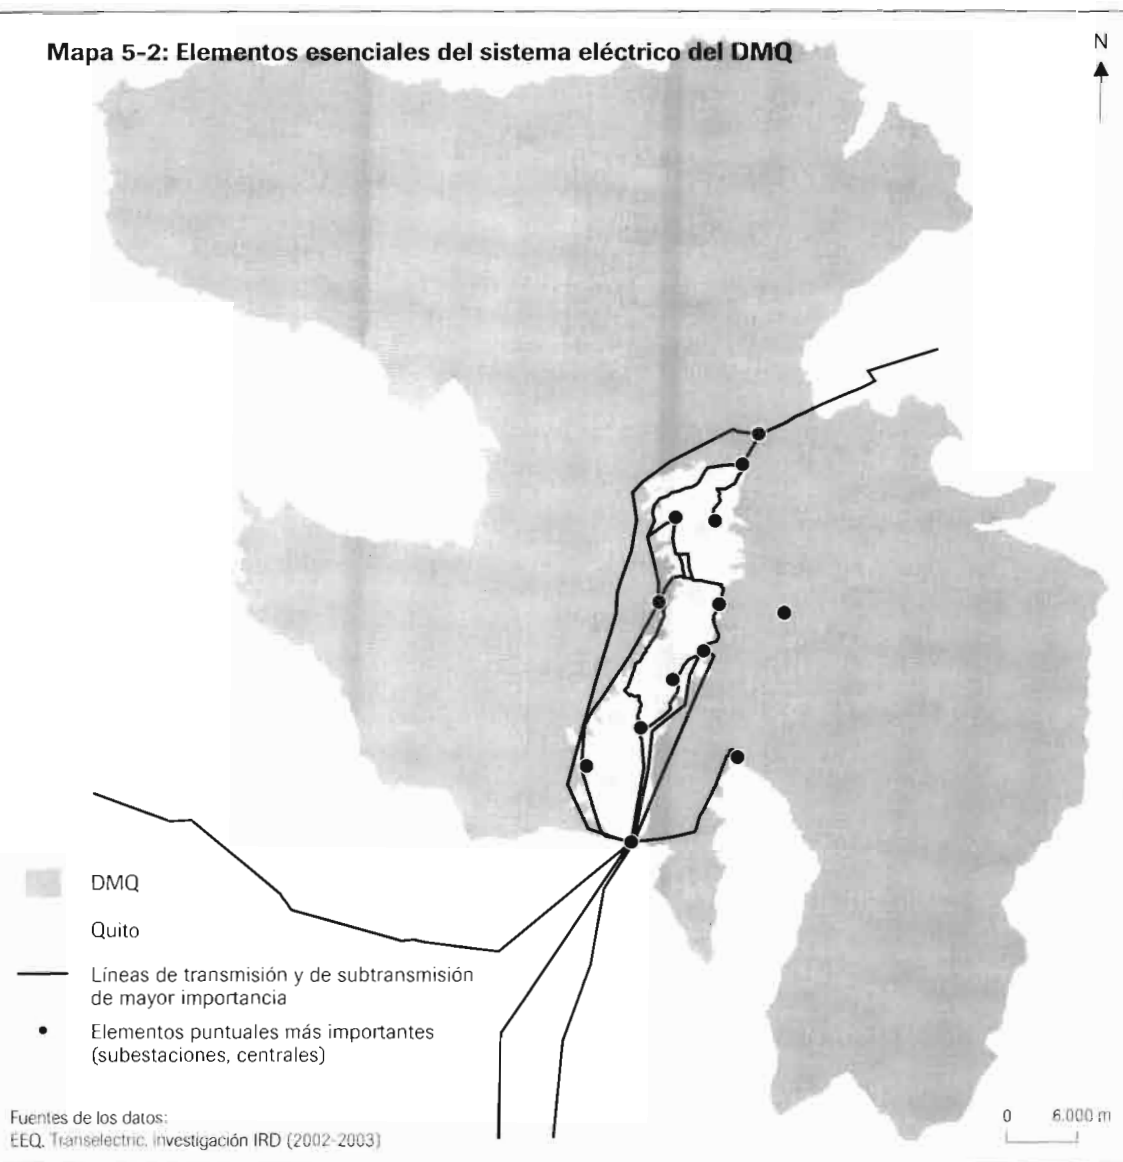 Mapa 5-2: Elementos esenciales del sistema eléctrico del DMQ
N
DMQ
Quito
Líneas de transmisión y de subtransmisión
de mayor importancia
Elementos puntuales más importantes
(subestaciones, centrales)
Fuentes de los datos:
EEQ, Transelectric, investigación IRD (2002-2003)
0 6.000 m